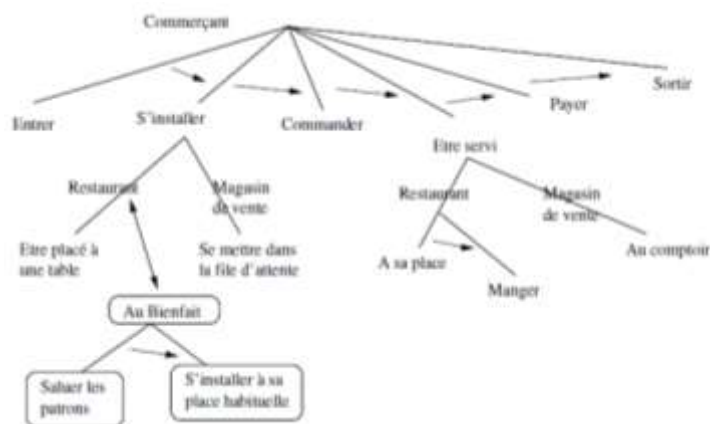 Commerçant
Sortir
Payer
Entrer
S'installer
Commander
Etre servi
Restaurant
Magasin
de vente
Restaurant
Magasin
de vente
Etre placé à
une table
Se mettre dans
la file d'attente
A sa place
Au comptoir
Manger
Au Bienfait
Saluer les
patrons
S'installer à sa
place habituelle